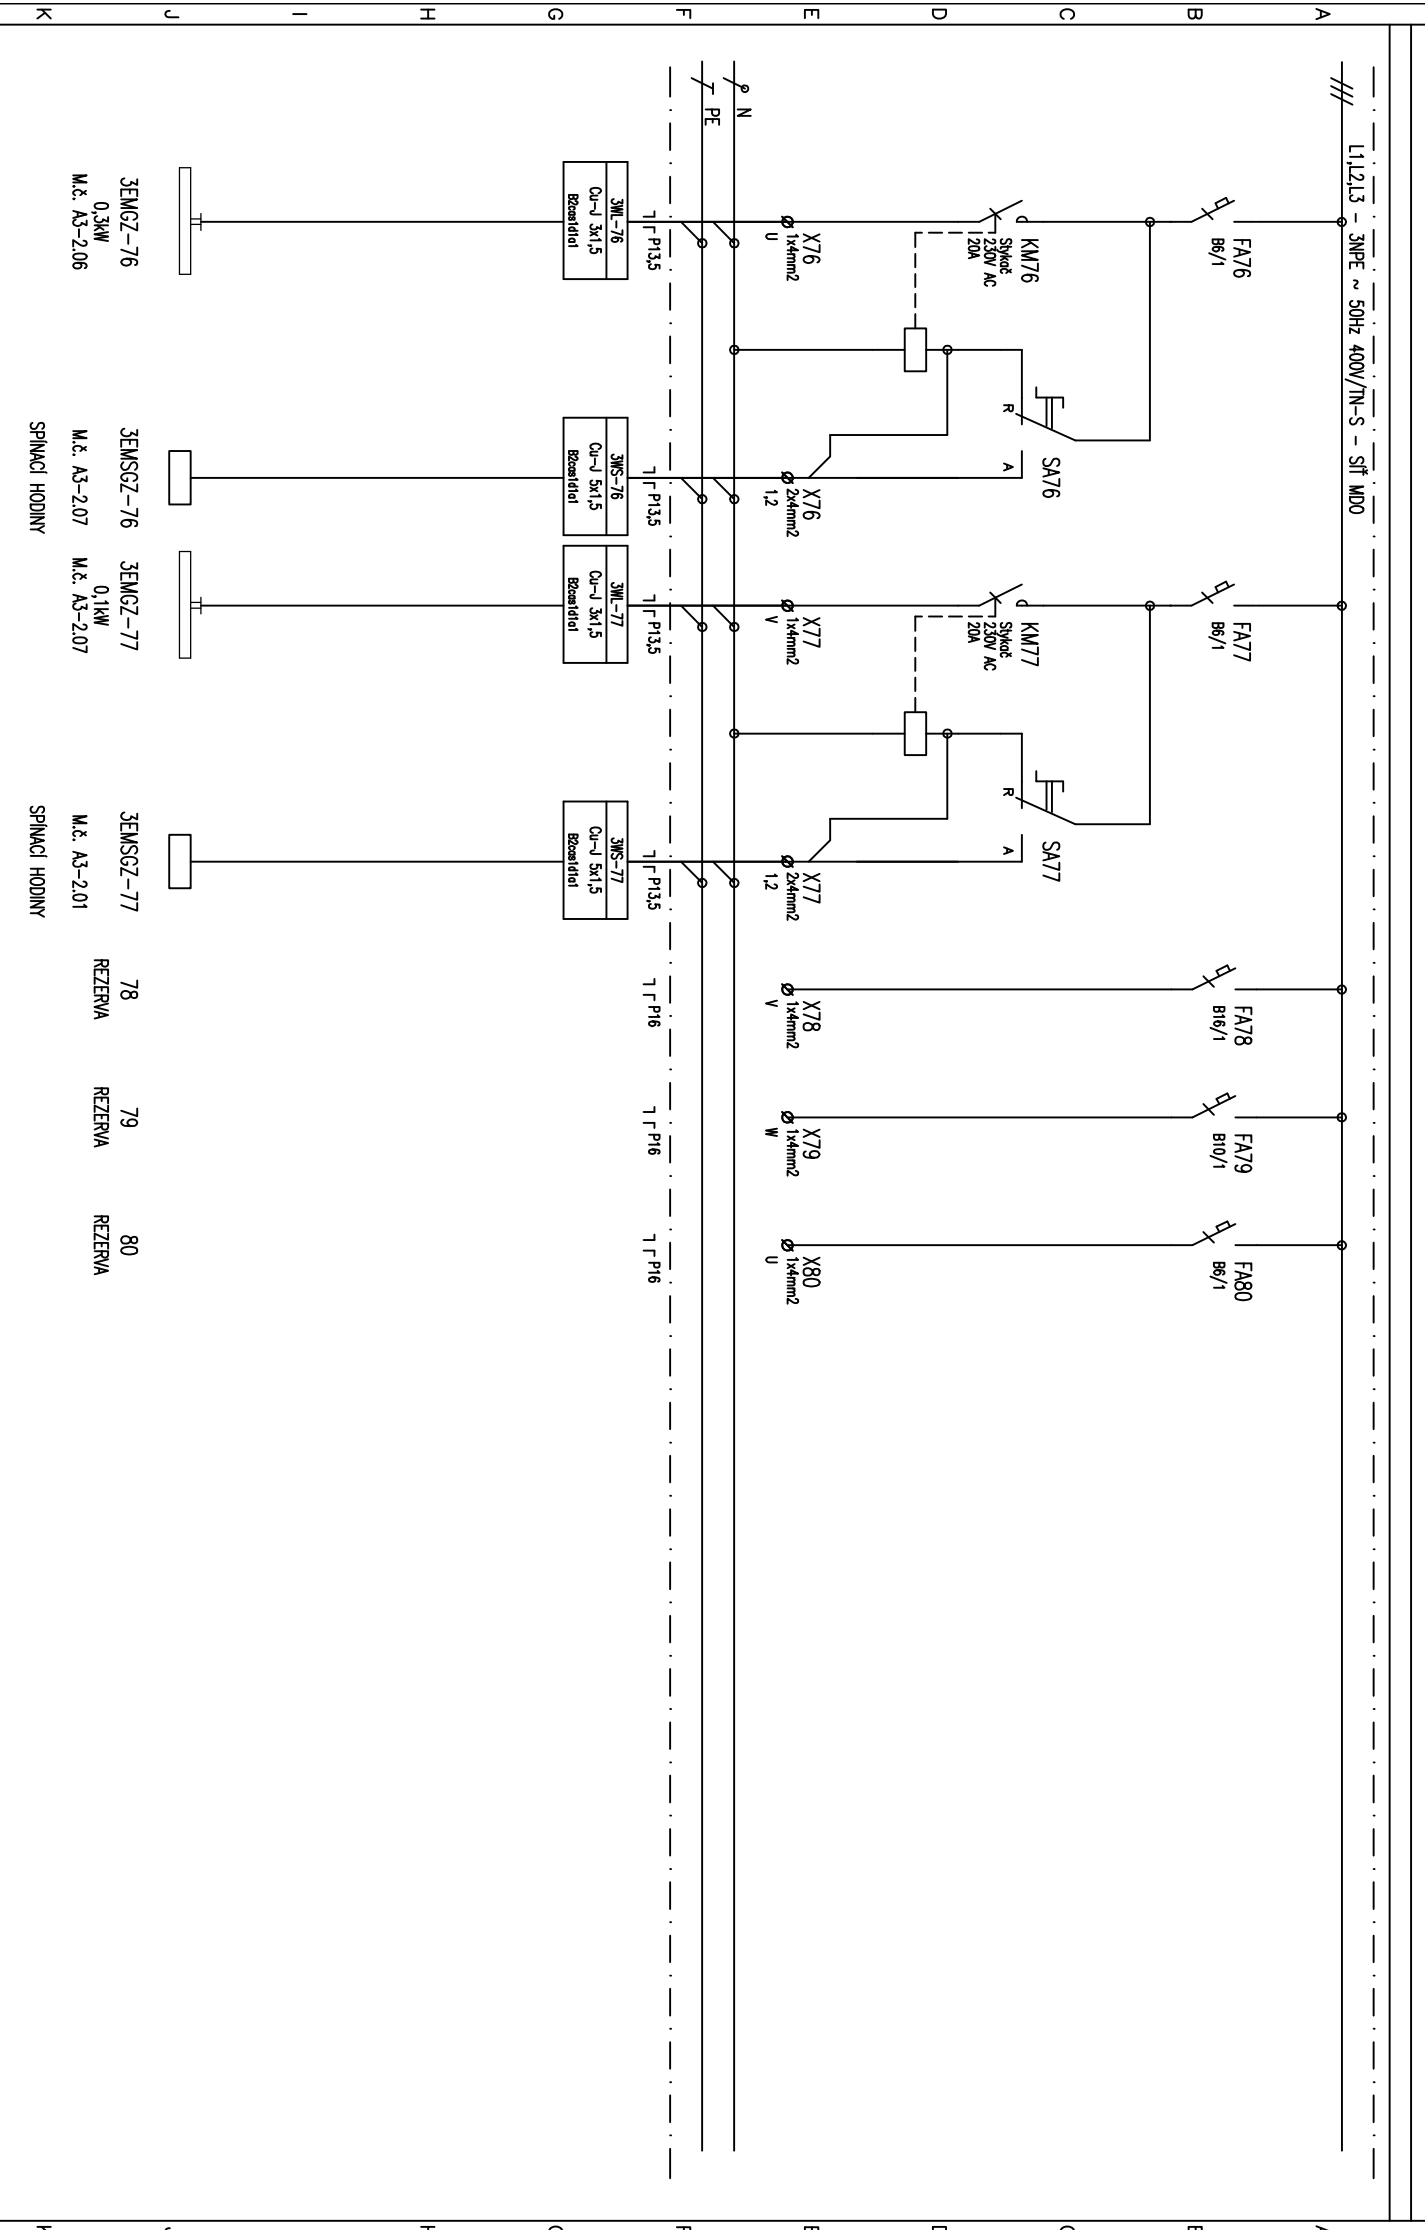 A
B
C
D
E
F
G
H
I
J
K
L1,L2,L3 - 3NPE ~ 50Hz 400V/TN-S - SÍŤ MDO
FA76
B6/1
FA77
B6/1
FA78
B16/1
FA79
B10/1
FA80
B6/1
KM76
Stykač
230V AC
20A
SA76
R
A
KM77
Stykač
230V AC
20A
SA77
R
A
X76
1x4mm2
U
X76
2x4mm2
1,2
X77
1x4mm2
V
X77
2x4mm2
1,2
X78
1x4mm2
V
X79
1x4mm2
W
X80
1x4mm2
U
N
PE
P13,5
P13,5
P13,5
P13,5
P16
P16
P16
3WL-76
Cu-J 3x1,5
B2cas1d1a1
3WS-76
Cu-J 5x1,5
B2cas1d1a1
3WL-77
Cu-J 3x1,5
B2cas1d1a1
3WS-77
Cu-J 5x1,5
B2cas1d1a1
3EMGZ-76
0,3kW
M.č. A3-2.06
3EMSGZ-76
M.č. A3-2.07
SPÍNACÍ HODINY
3EMGZ-77
0,1kW
M.č. A3-2.07
3EMSGZ-77
M.č. A3-2.01
SPÍNACÍ HODINY
78
REZERVA
79
REZERVA
80
REZERVA